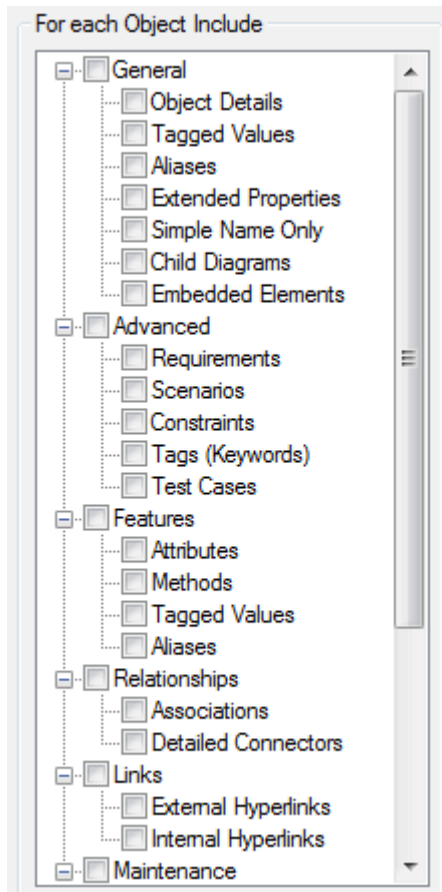 For each Object Include
General
Object Details
Tagged Values
Aliases
Extended Properties
Simple Name Only
Child Diagrams
Embedded Elements
Advanced
Requirements
Scenarios
Constraints
Tags (Keywords)
Test Cases
Features
Attributes
Methods
Tagged Values
Aliases
Relationships
Associations
Detailed Connectors
Links
External Hyperlinks
Internal Hyperlinks
Maintenance